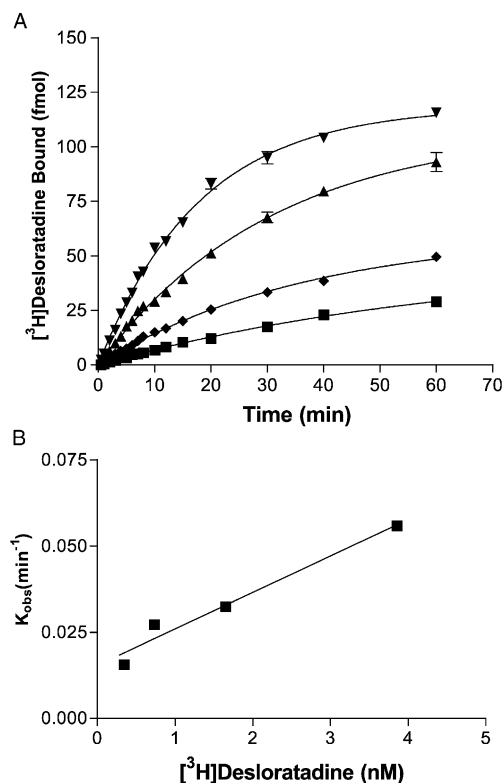 A
[³H]Desloratadine Bound (fmol)
150
125
100
75
50
25
0
0 10 20 30 40 50 60 70
Time (min)
B
Kobs(min⁻¹)
0.075
0.050
0.025
0.000
0 1 2 3 4 5
[³H]Desloratadine (nM)